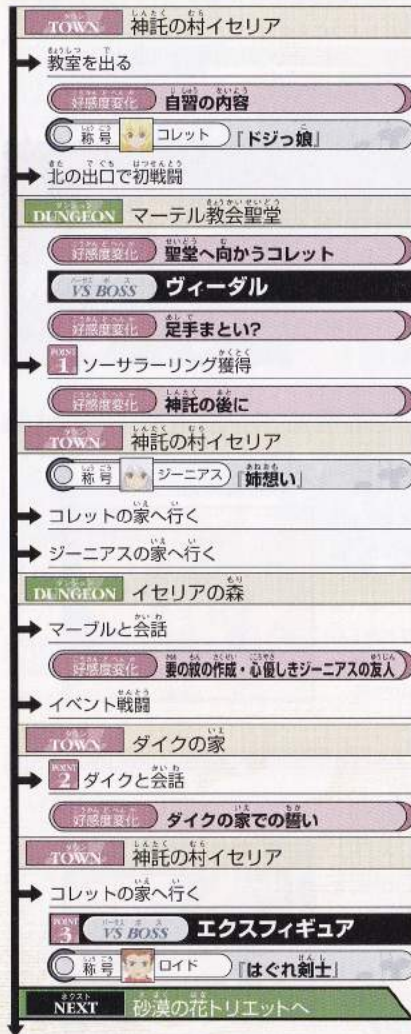 TOWN 神託の村イセリア
教室を出る
好感度変化 自習の内容
称号 コレット 『ドジっ娘』
北の出口で初戦闘
DUNGEON マーテル教会聖堂
好感度変化 聖堂へ向かうコレット
VS BOSS ヴィーダル
好感度変化 足手まとい?
POINT 1 ソーサラーリング獲得
好感度変化 神託の後に
TOWN 神託の村イセリア
称号 ジーニアス 『姉想い』
コレットの家へ行く
ジーニアスの家へ行く
DUNGEON イセリアの森
マーブルと会話
好感度変化 要の紋の作成・心優しきジーニアスの友人
イベント戦闘
TOWN ダイクの家
POINT 2 ダイクと会話
好感度変化 ダイクの家での誓い
TOWN 神託の村イセリア
コレットの家へ行く
POINT 3 VS BOSS エクスフィギュア
称号 ロイド 『はぐれ剣士』
NEXT 砂漠の花トリエットへ